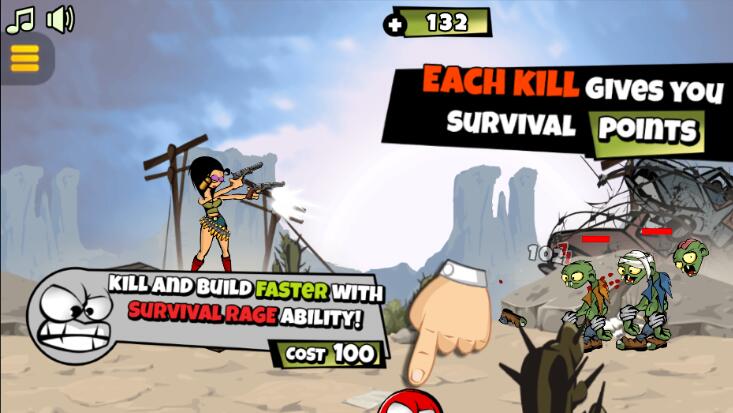 132
EACH KILL GIVES YOU
SURVIVAL POINTS
KILL AND BUILD FASTER WITH
SURVIVAL RAGE ABILITY!
COST 100